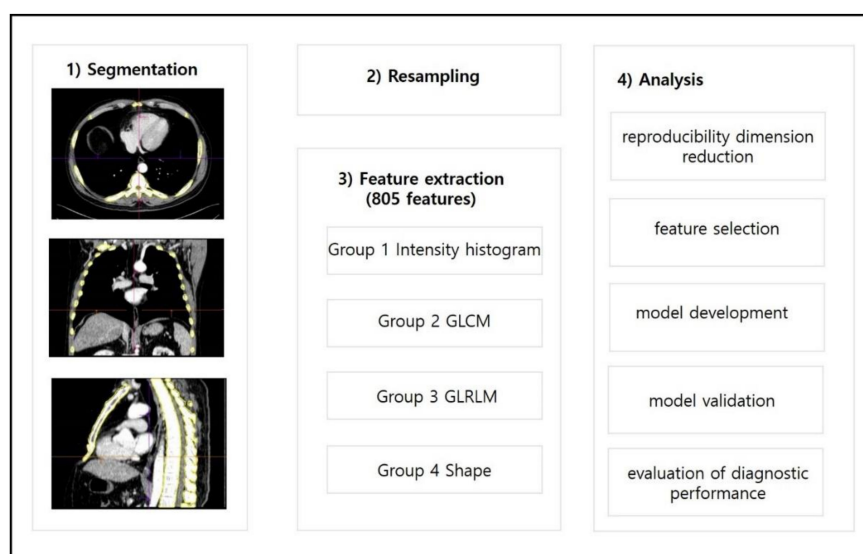 1) Segmentation
2) Resampling
3) Feature extraction
(805 features)
Group 1 Intensity histogram
Group 2 GLCM
Group 3 GLRLM
Group 4 Shape
4) Analysis
reproducibility dimension
reduction
feature selection
model development
model validation
evaluation of diagnostic
performance